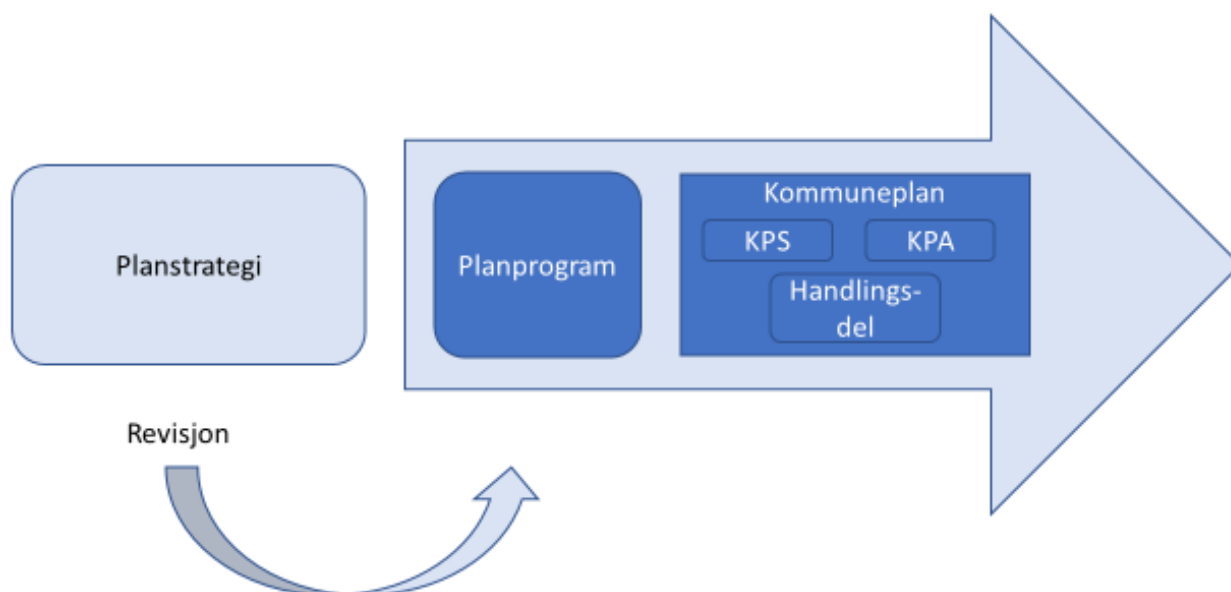 Planstrategi
Planprogram
Kommuneplan
KPS
KPA
Handlings-
del
Revisjon